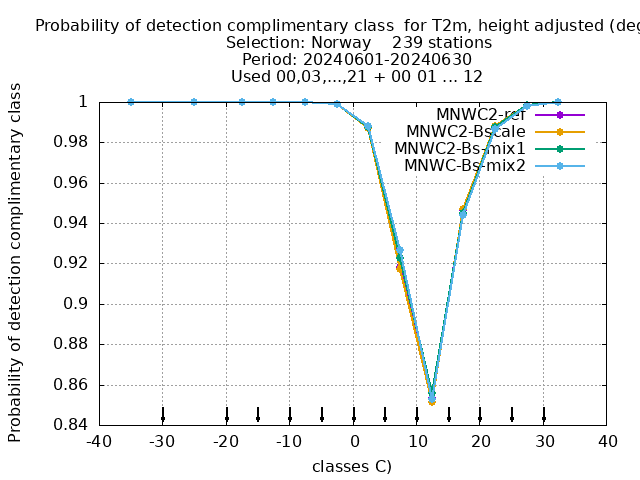 Probability of detection complimentary class  for T2m, height adjusted (deg
Selection: Norway    239 stations
Period: 20240601-20240630
Used 00,03,...,21 + 00 01 ... 12
Probability of detection complimentary class
1
0.98
0.96
0.94
0.92
0.9
0.88
0.86
0.84
MNWC2-ref
MNWC2-Bscale
MNWC2-Bs-mix1
MNWC-Bs-mix2
-40 -30 -20 -10 0 10 20 30 40
classes C)